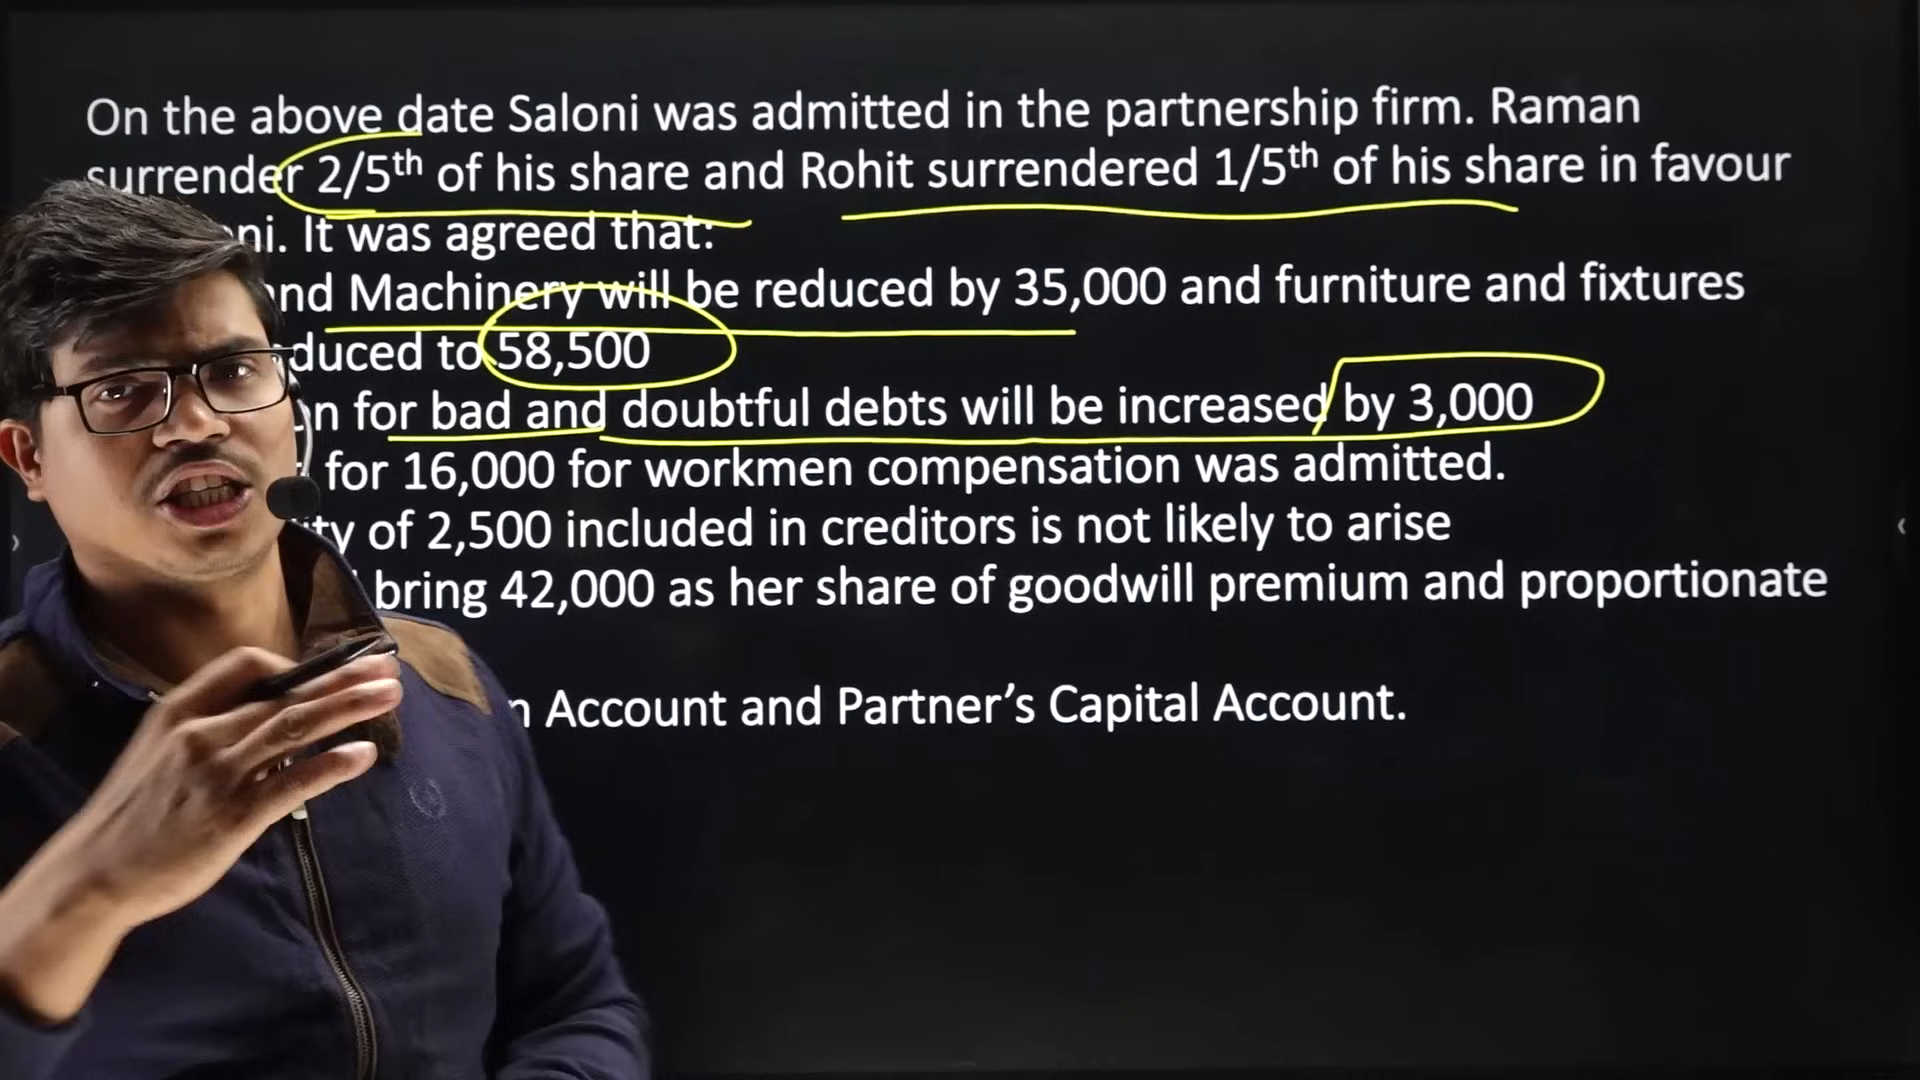 On the above date Saloni was admitted in the partnership firm. Raman
surrender 2/5th of his share and Rohit surrendered 1/5th of his share in favour
It was agreed that:
Machinery will be reduced by 35,000 and furniture and fixtures
to 58,500
for bad and doubtful debts will be increased by 3,000
for 16,000 for workmen compensation was admitted.
of 2,500 included in creditors is not likely to arise
bring 42,000 as her share of goodwill premium and proportionate
Account and Partner's Capital Account.